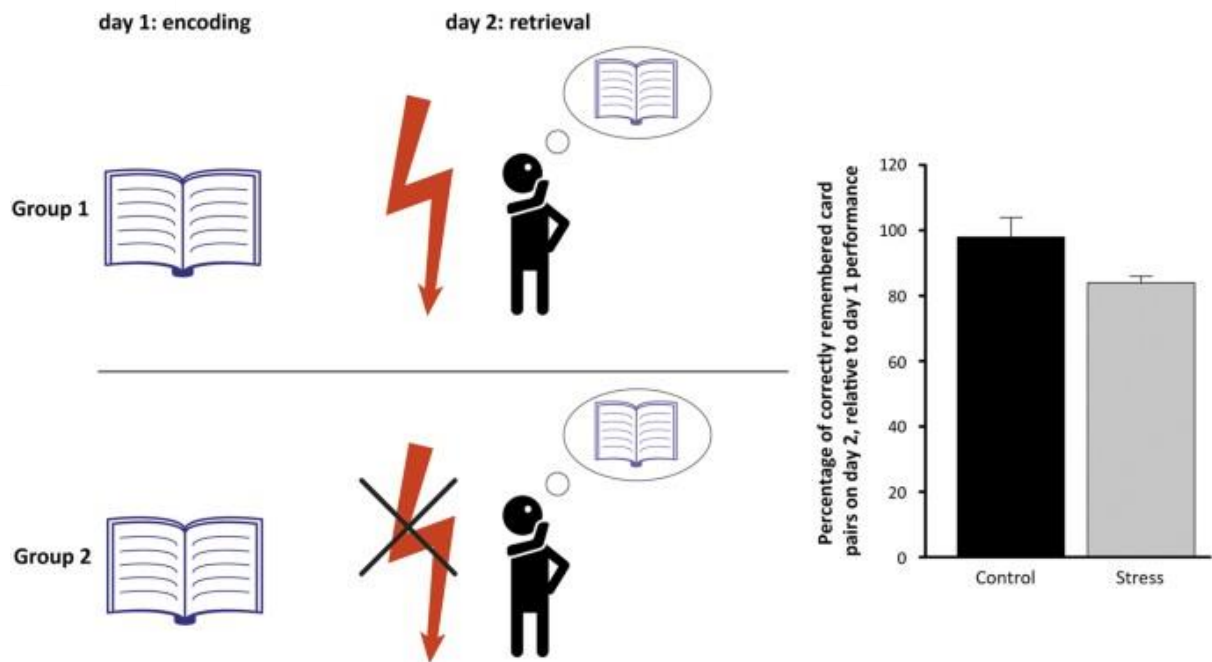 day 1: encoding
day 2: retrieval
Group 1
Group 2
Percentage of correctly remembered card
pairs on day 2, relative to day 1 performance
120
100
80
60
40
20
0
Control
Stress